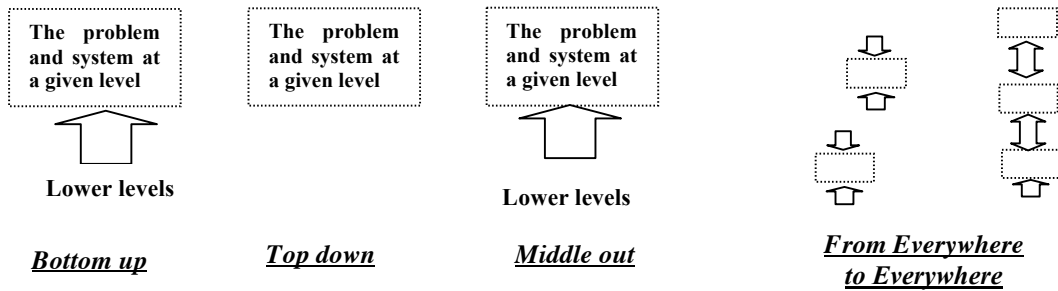 The problem
and system at
a given level
Lower levels
Bottom up
The problem
and system at
a given level
Top down
The problem
and system at
a given level
Lower levels
Middle out
From Everywhere
to Everywhere